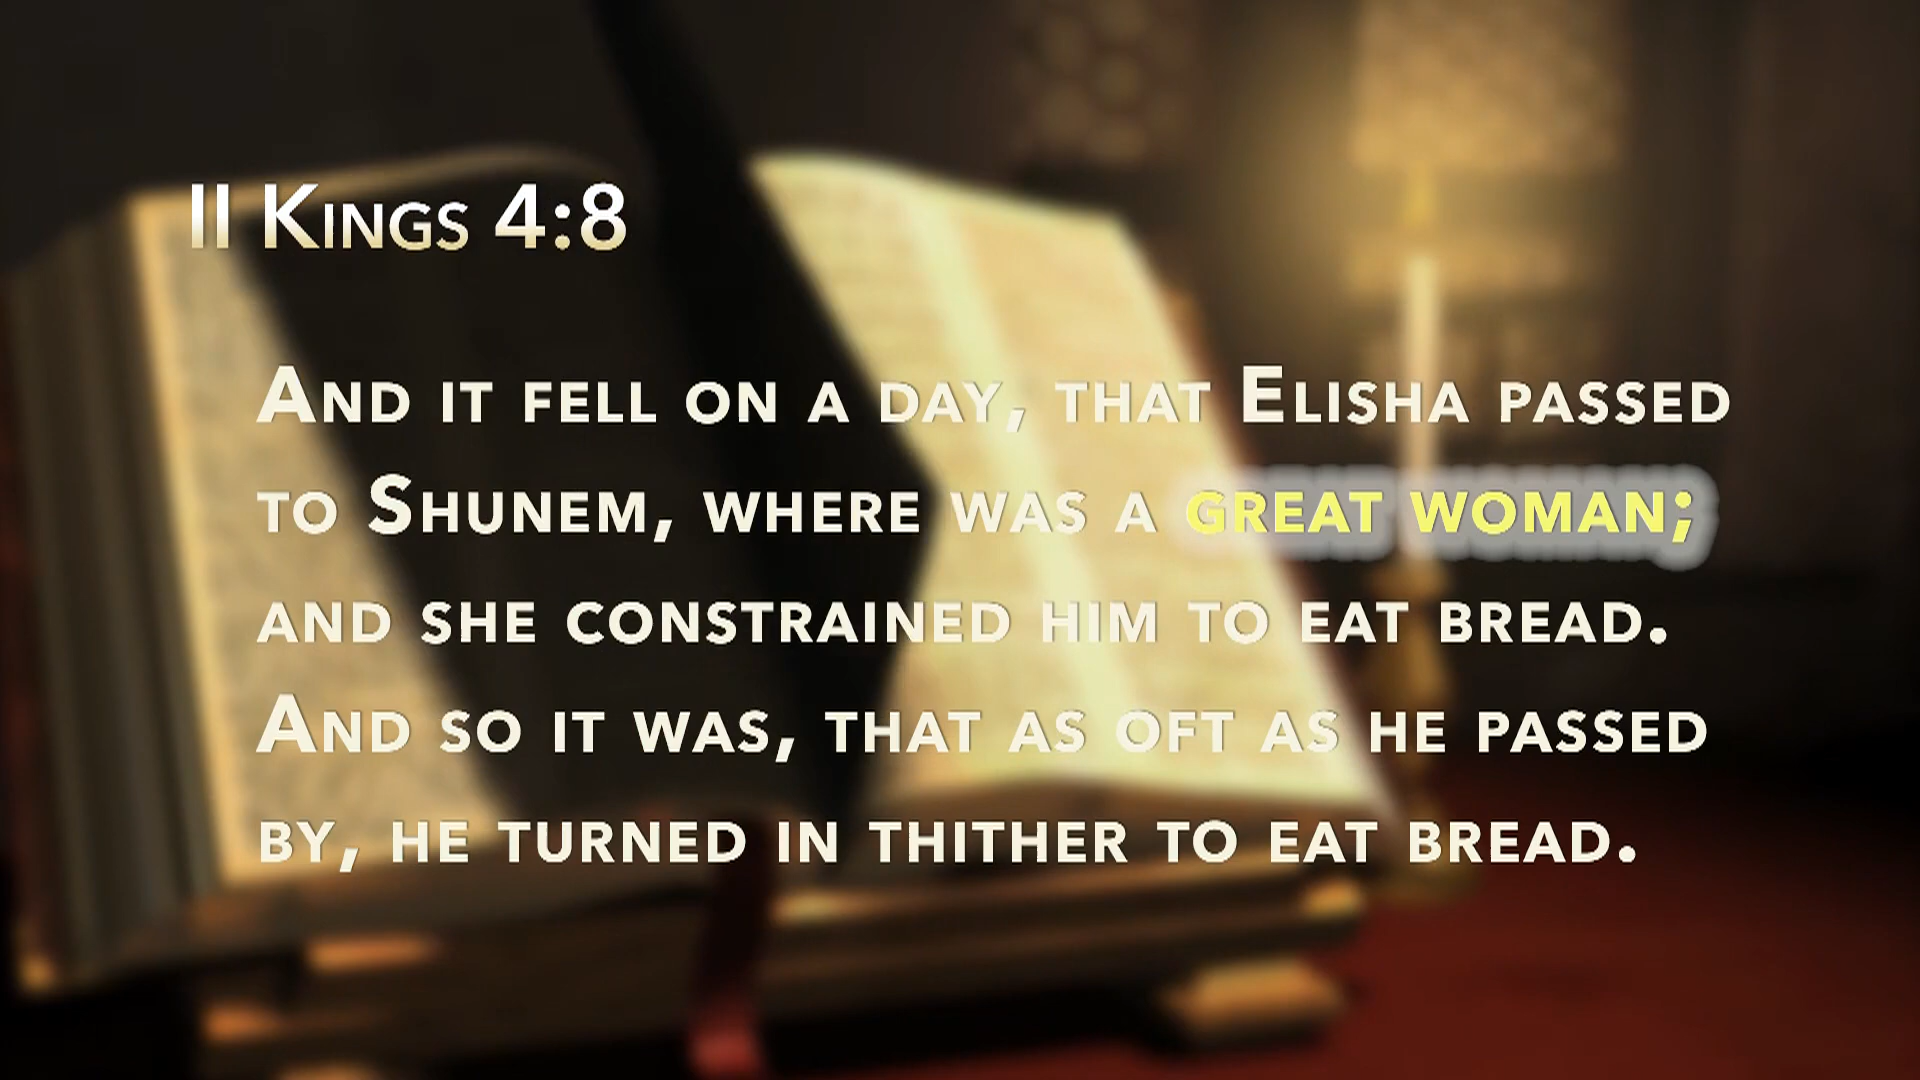 II Kings 4:8
And it fell on a day, that Elisha passed
to Shunem, where was a great woman;
and she constrained him to eat bread.
And so it was, that as oft as he passed
by, he turned in thither to eat bread.